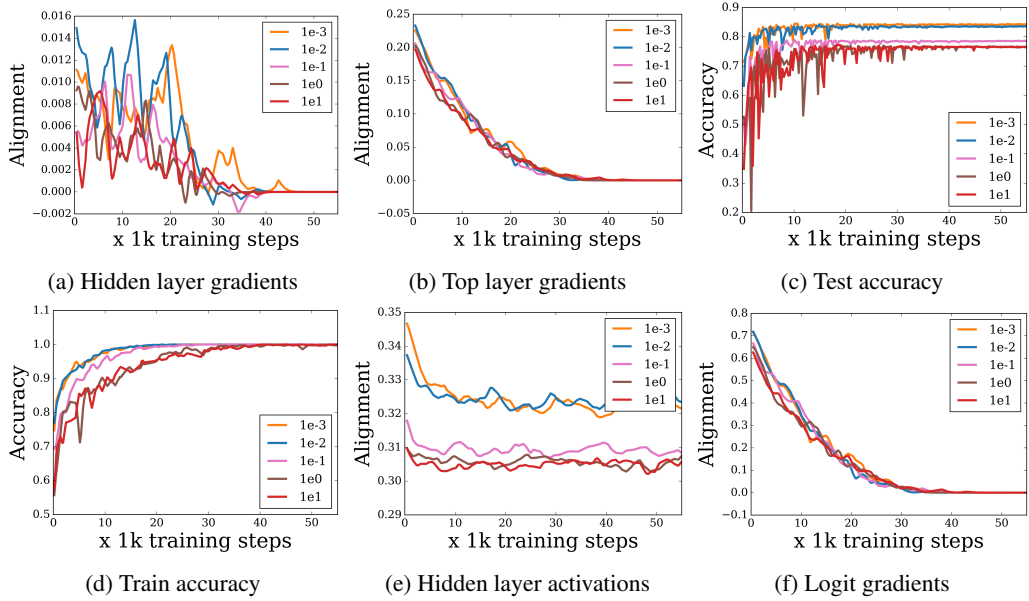 0.016
0.014
0.012
0.010
0.008
0.006
0.004
0.002
0.000
−0.002
Alignment
0 10 20 30 40 50
x 1k training steps
1e-3
1e-2
1e-1
1e0
1e1
(a) Hidden layer gradients
0.25
0.20
0.15
0.10
0.05
0.00
−0.05
Alignment
0 10 20 30 40 50
x 1k training steps
1e-3
1e-2
1e-1
1e0
1e1
(b) Top layer gradients
0.9
0.8
0.7
0.6
0.5
0.4
0.3
0.2
Accuracy
0 10 20 30 40 50
x 1k training steps
1e-3
1e-2
1e-1
1e0
1e1
(c) Test accuracy
1.1
1.0
0.9
0.8
0.7
0.6
0.5
Accuracy
0 10 20 30 40 50
x 1k training steps
1e-3
1e-2
1e-1
1e0
1e1
(d) Train accuracy
0.35
0.34
0.33
0.32
0.31
0.30
0.29
Alignment
0 10 20 30 40 50
x 1k training steps
1e-3
1e-2
1e-1
1e0
1e1
(e) Hidden layer activations
0.8
0.7
0.6
0.5
0.4
0.3
0.2
0.1
0.0
−0.1
Alignment
0 10 20 30 40 50
x 1k training steps
1e-3
1e-2
1e-1
1e0
1e1
(f) Logit gradients